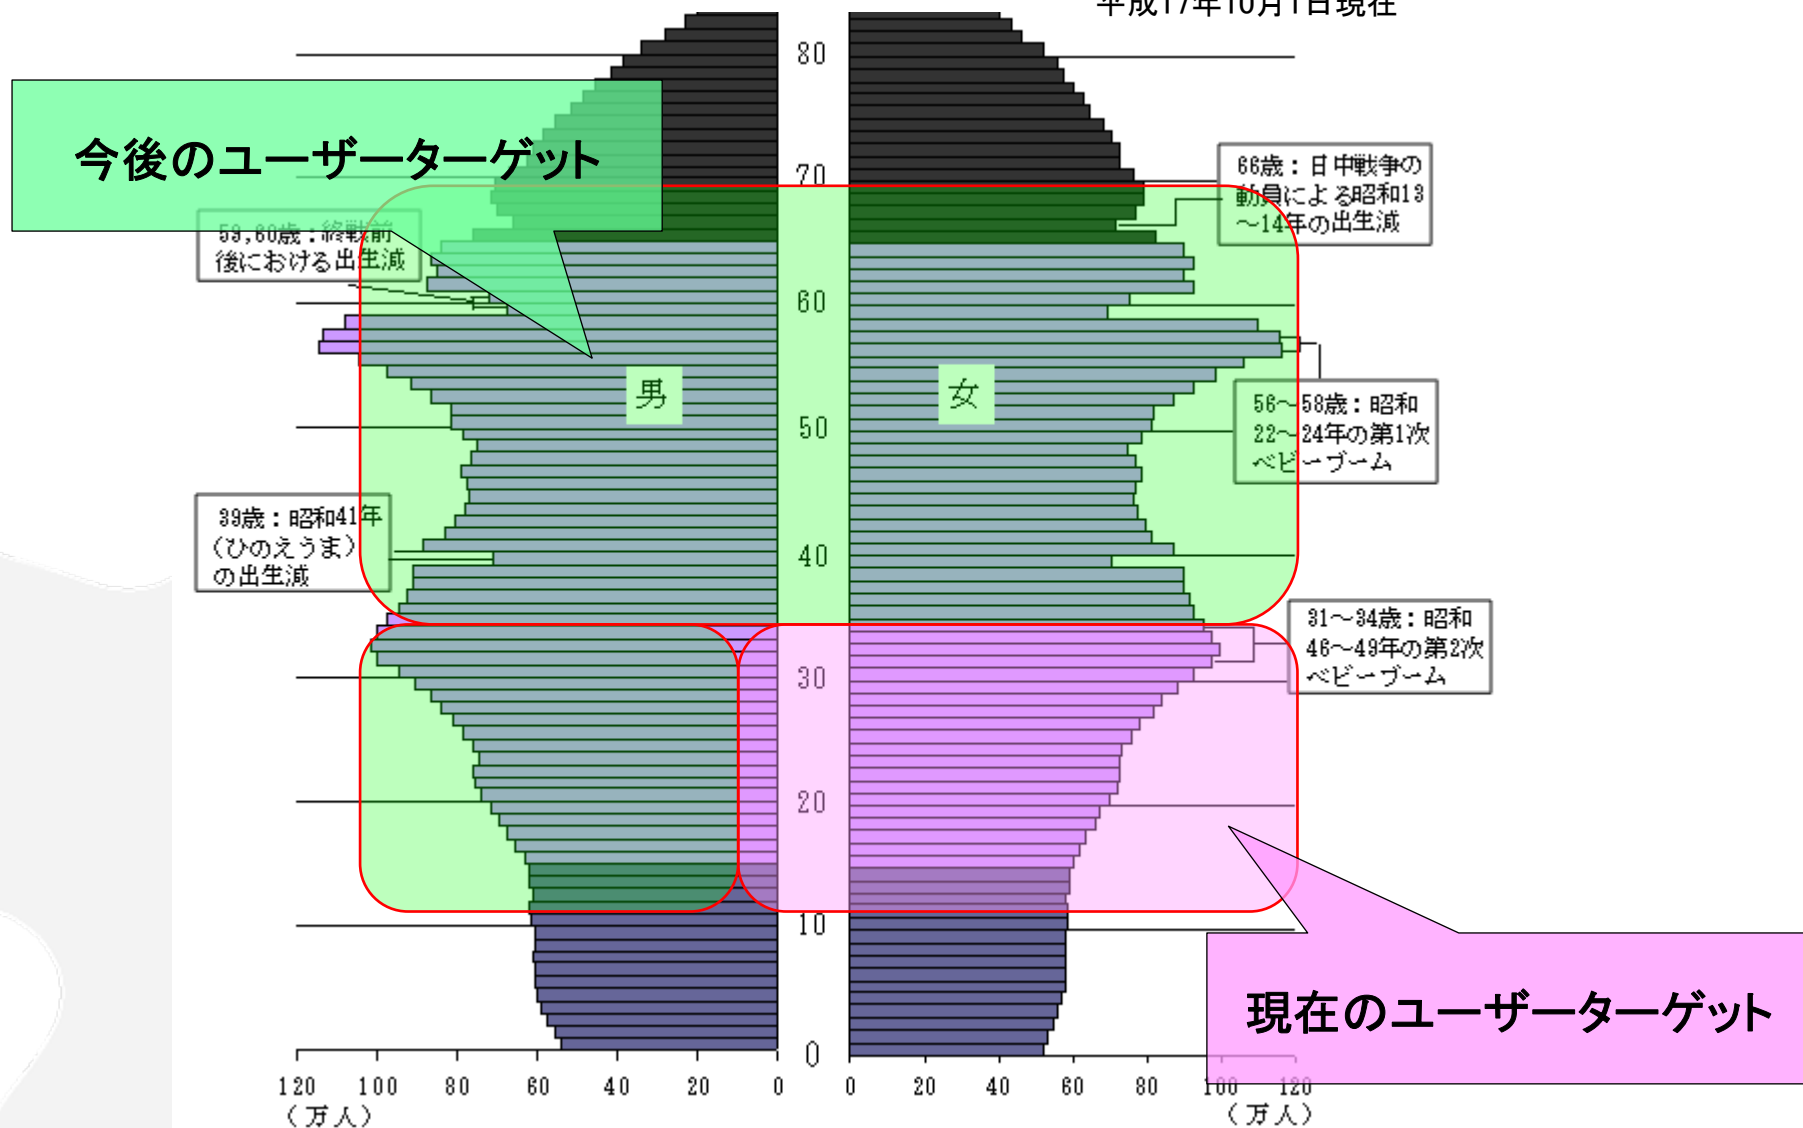 平成17年10月1日現在
80
今後のユーザーターゲット
70
66歳：日中戦争の
動員による昭和13
～14年の出生減
59,60歳：終戦前
後における出生減
60
男
女
50
56～58歳：昭和
22～24年の第1次
ベビーブーム
39歳：昭和41年
（ひのえうま）
の出生減
40
31～34歳：昭和
46～49年の第2次
ベビーブーム
30
20
10
現在のユーザーターゲット
0
120 100 80 60 40 20 0 0 20 40 60 80 100 120
（万人） （万人）